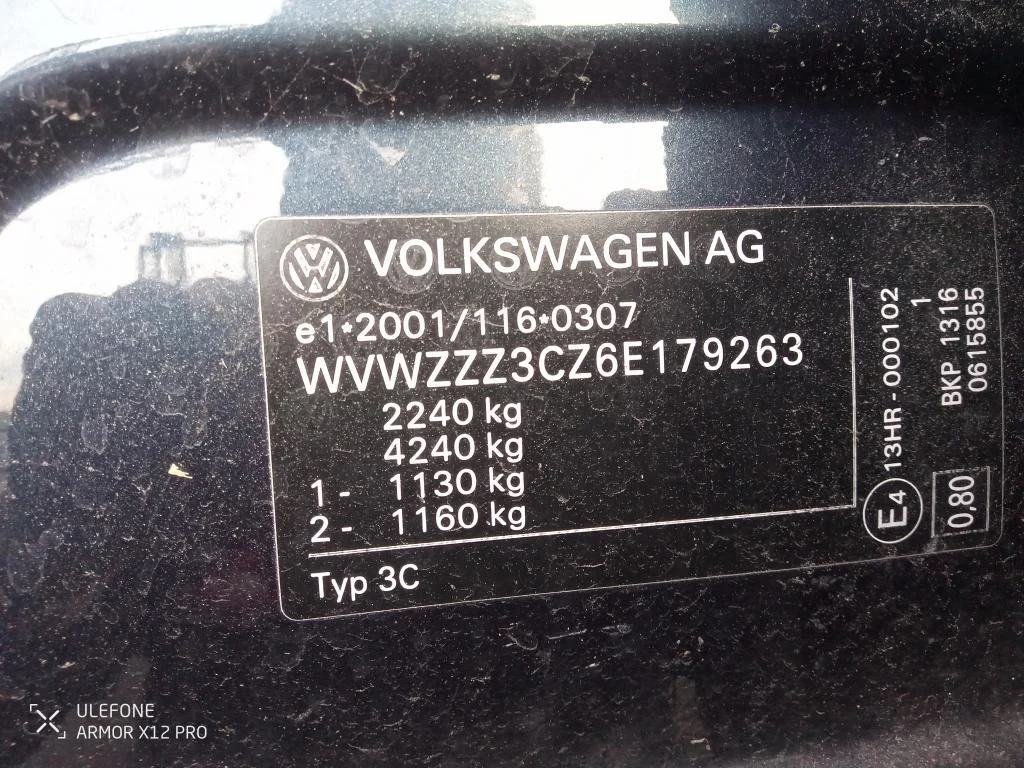 VOLKSWAGEN AG
e1*2001/116*0307
WVWZZZ3CZ6E179263
2240 kg
4240 kg
1 - 1130 kg
2 - 1160 kg
Typ 3C
E4 13HR - 000102
1
0,80 BKP 1316
0615855
ULEFONE
ARMOR X12 PRO